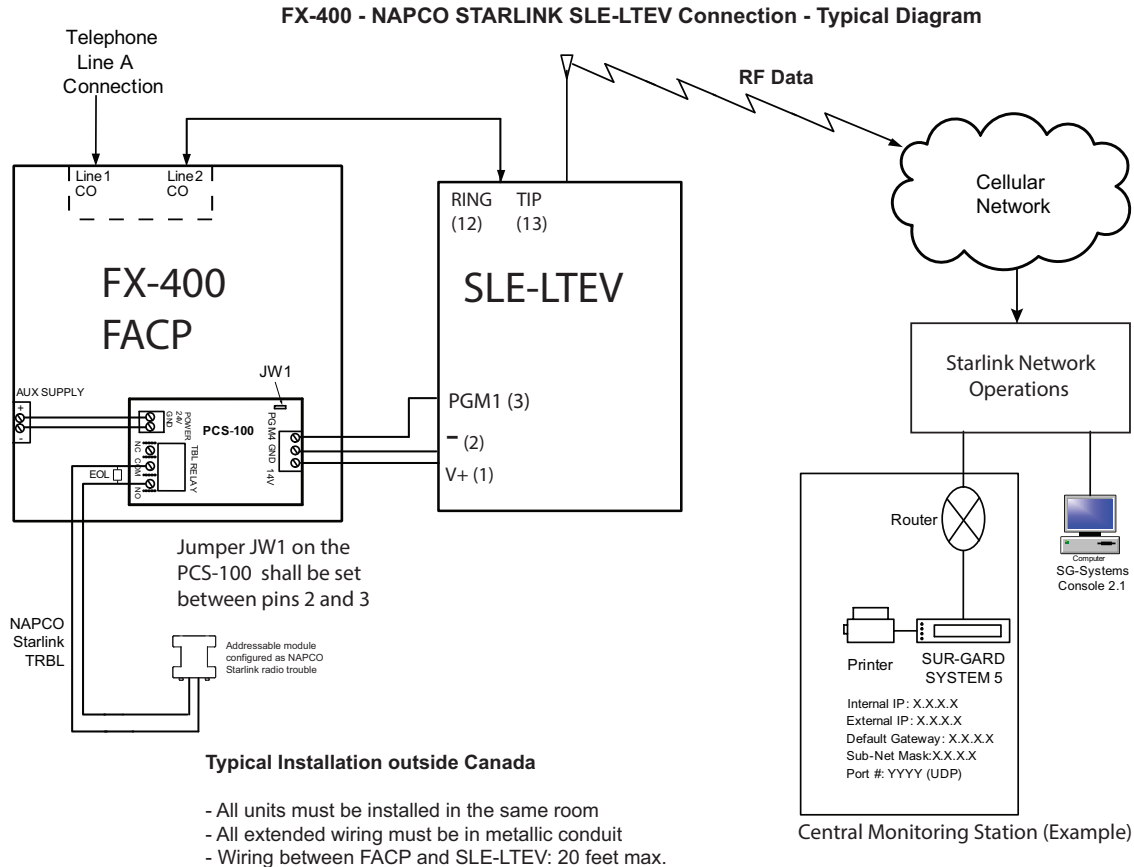 FX-400 - NAPCO STARLINK SLE-LTEV Connection - Typical Diagram
Telephone
Line A
Connection
RF Data
Line1
CO
Line2
CO
RING
(12)
TIP
(13)
Cellular
Network
FX-400
FACP
SLE-LTEV
JW1
Starlink Network
Operations
AUX SUPPLY
+
-
POWER
24V
GND
PCS-100
PGM4 GND 14V
TBL RELAY
NC COM NO
EOL
PGM1 (3)
- (2)
V+ (1)
Router
Computer
SG-Systems
Console 2.1
Jumper JW1 on the
PCS-100 shall be set
between pins 2 and 3
NAPCO
Starlink
TRBL
Addressable module
configured as NAPCO
Starlink radio trouble
Printer
SUR-GARD
SYSTEM 5
Internal IP: X.X.X.X
External IP: X.X.X.X
Default Gateway: X.X.X.X
Sub-Net Mask:X.X.X.X
Port #: YYYY (UDP)
Central Monitoring Station (Example)
Typical Installation outside Canada
- All units must be installed in the same room
- All extended wiring must be in metallic conduit
- Wiring between FACP and SLE-LTEV: 20 feet max.